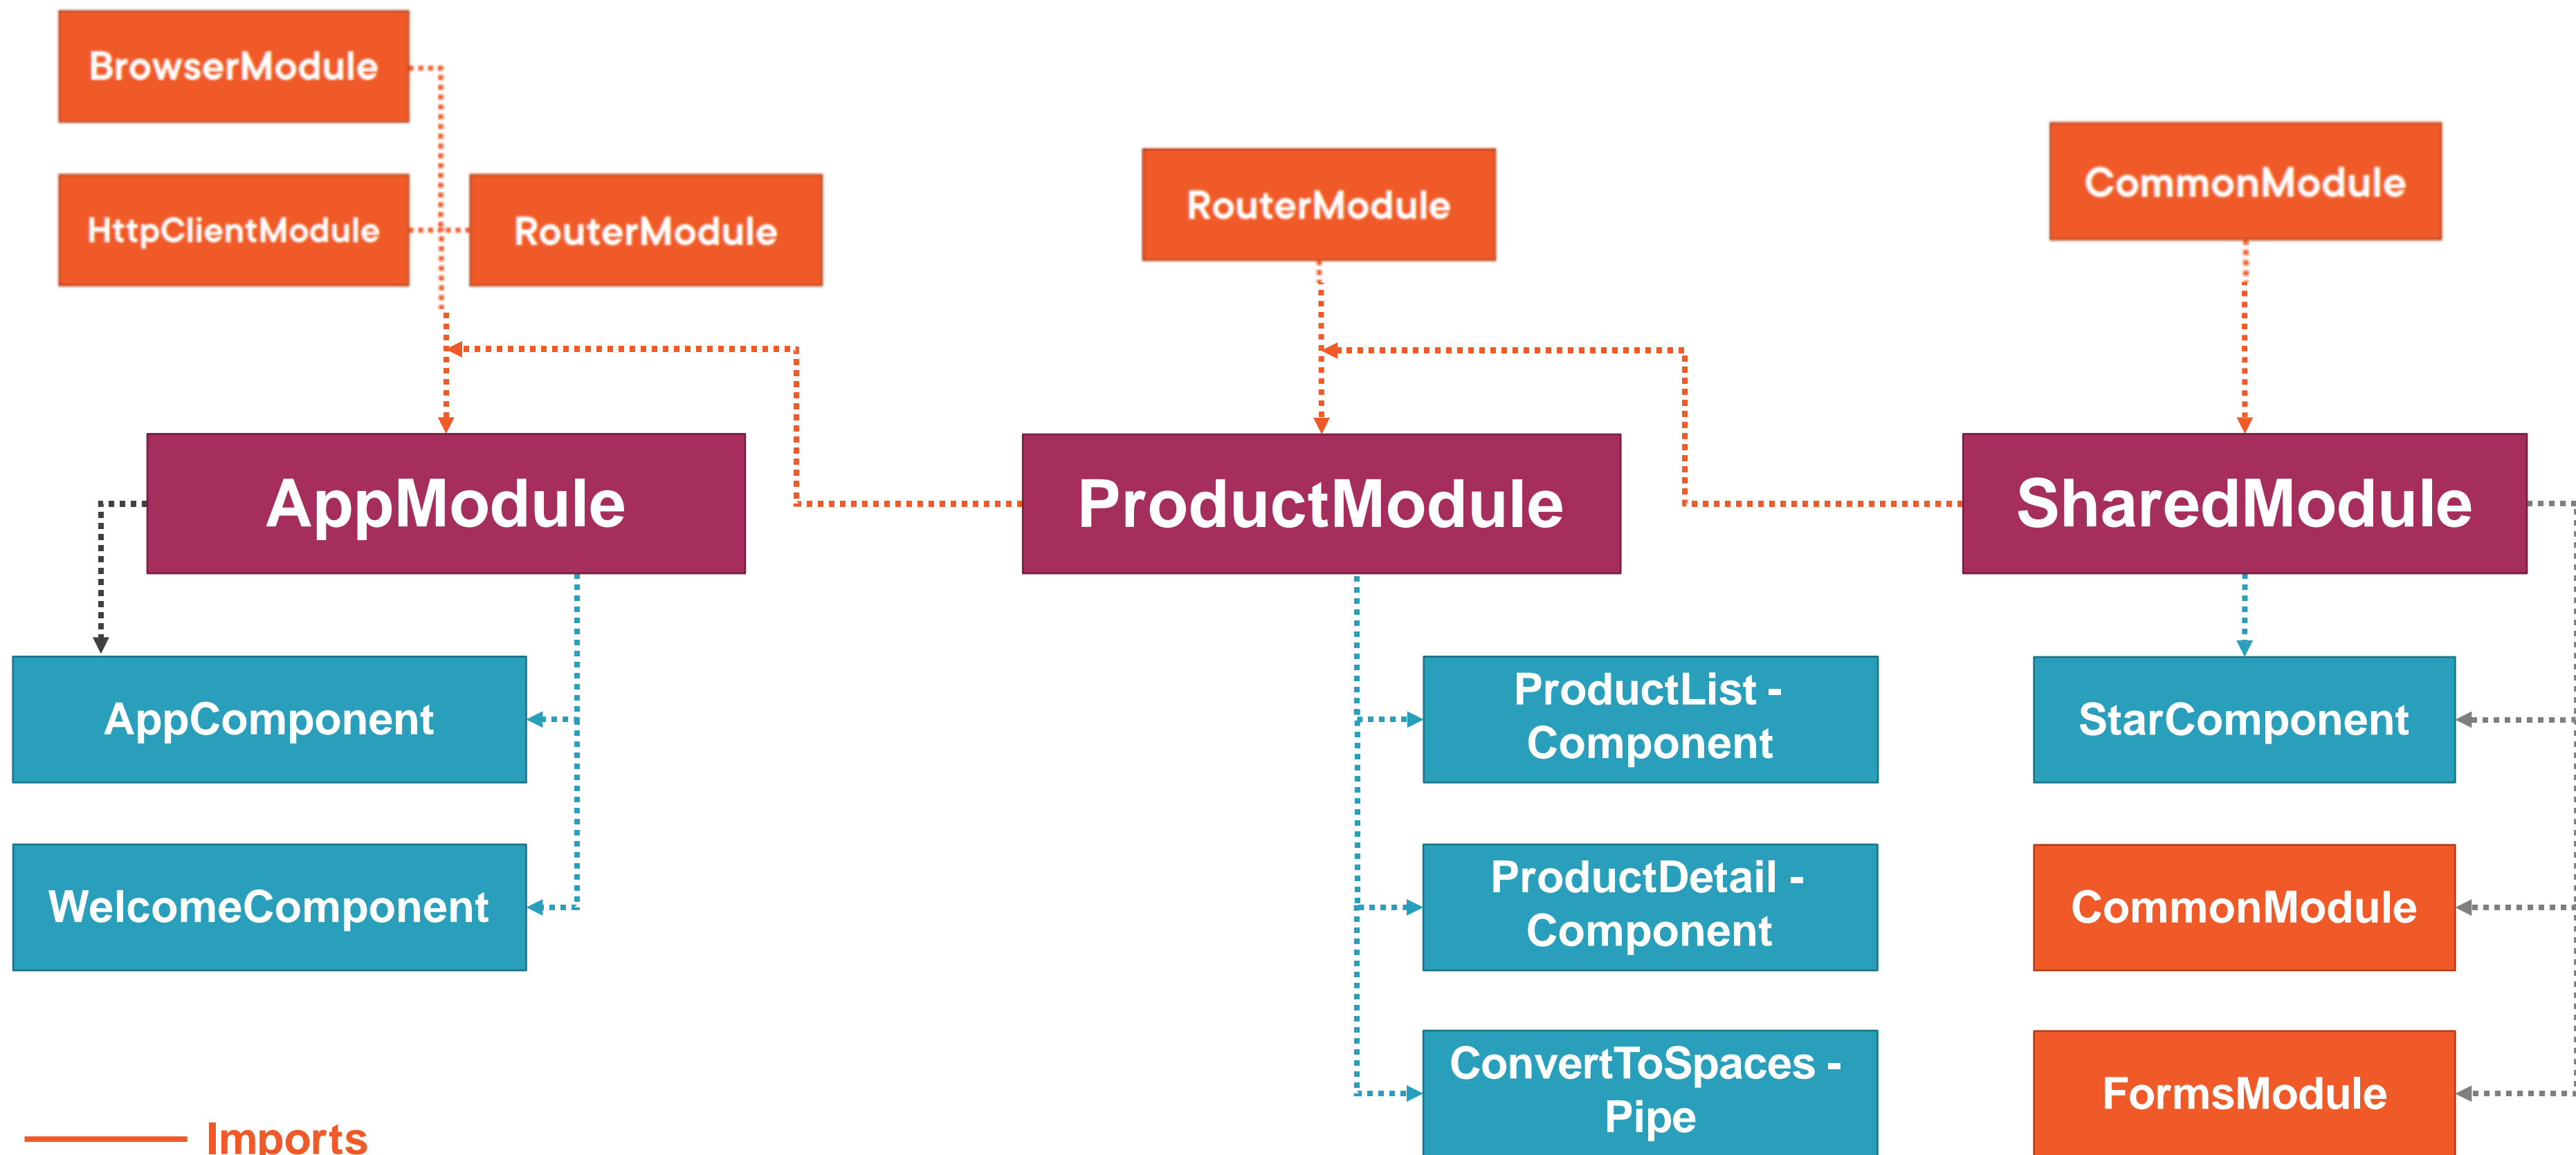 BrowserModule
HttpClientModule
RouterModule
RouterModule
CommonModule
AppModule
ProductModule
SharedModule
AppComponent
WelcomeComponent
ProductList -
Component
ProductDetail -
Component
ConvertToSpaces -
Pipe
StarComponent
CommonModule
FormsModule
Imports